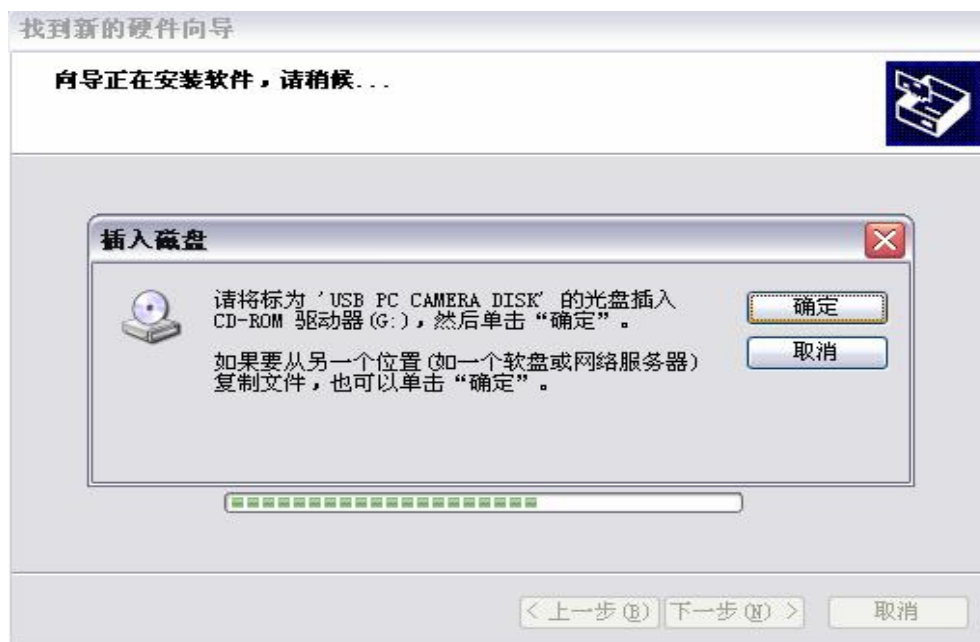 找到新的硬件向导
向导正在安装软件，请稍候...
插入磁盘
请将标为 'USB PC CAMERA DISK' 的光盘插入
CD-ROM 驱动器(G:)，然后单击“确定”。
如果要从另一个位置(如一个软盘或网络服务器)
复制文件，也可以单击“确定”。
确定
取消
< 上一步(B) 下一步(N) > 取消